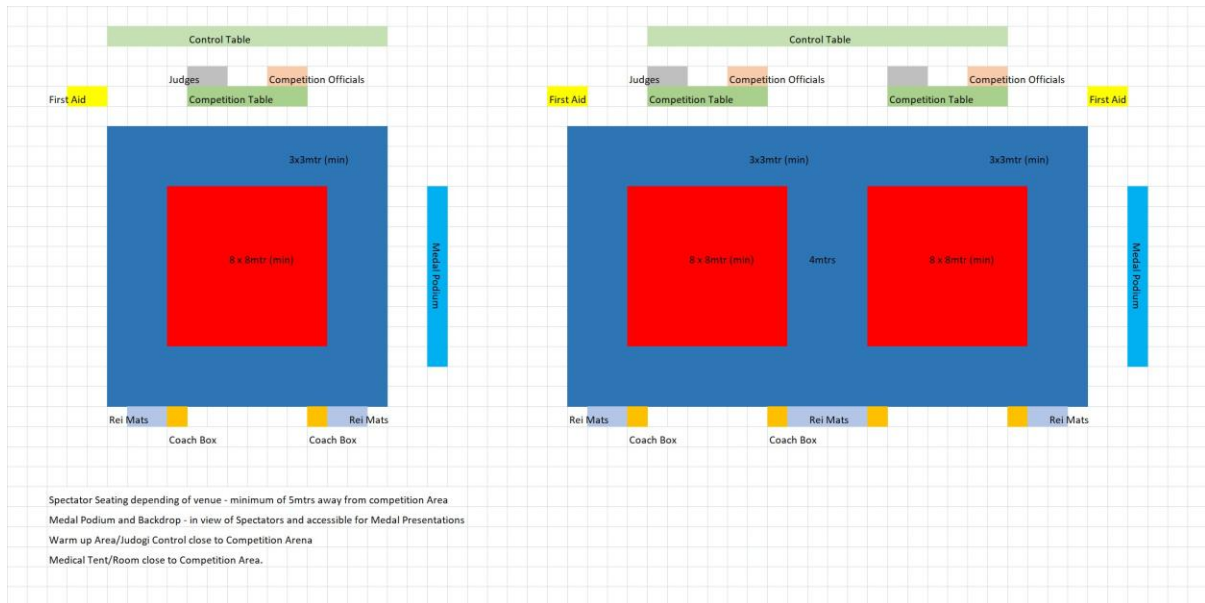 Control Table
Control Table
Judges
Competition Officials
Judges
Competition Officials
Competition Officials
First Aid
Competition Table
First Aid
Competition Table
Competition Table
First Aid
3x3mtr (min)
3x3mtr (min)
3x3mtr (min)
8 x 8mtr (min)
Medal Podium
8 x 8mtr (min)
4mtrs
8 x 8mtr (min)
Medal Podium
Rei Mats
Rei Mats
Rei Mats
Rei Mats
Rei Mats
Coach Box
Coach Box
Coach Box
Coach Box
Spectator Seating depending of venue - minimum of 5mtrs away from competition Area
Medal Podium and Backdrop - in view of Spectators and accessible for Medal Presentations
Warm up Area/Judogi Control close to Competition Arena
Medical Tent/Room close to Competition Area.